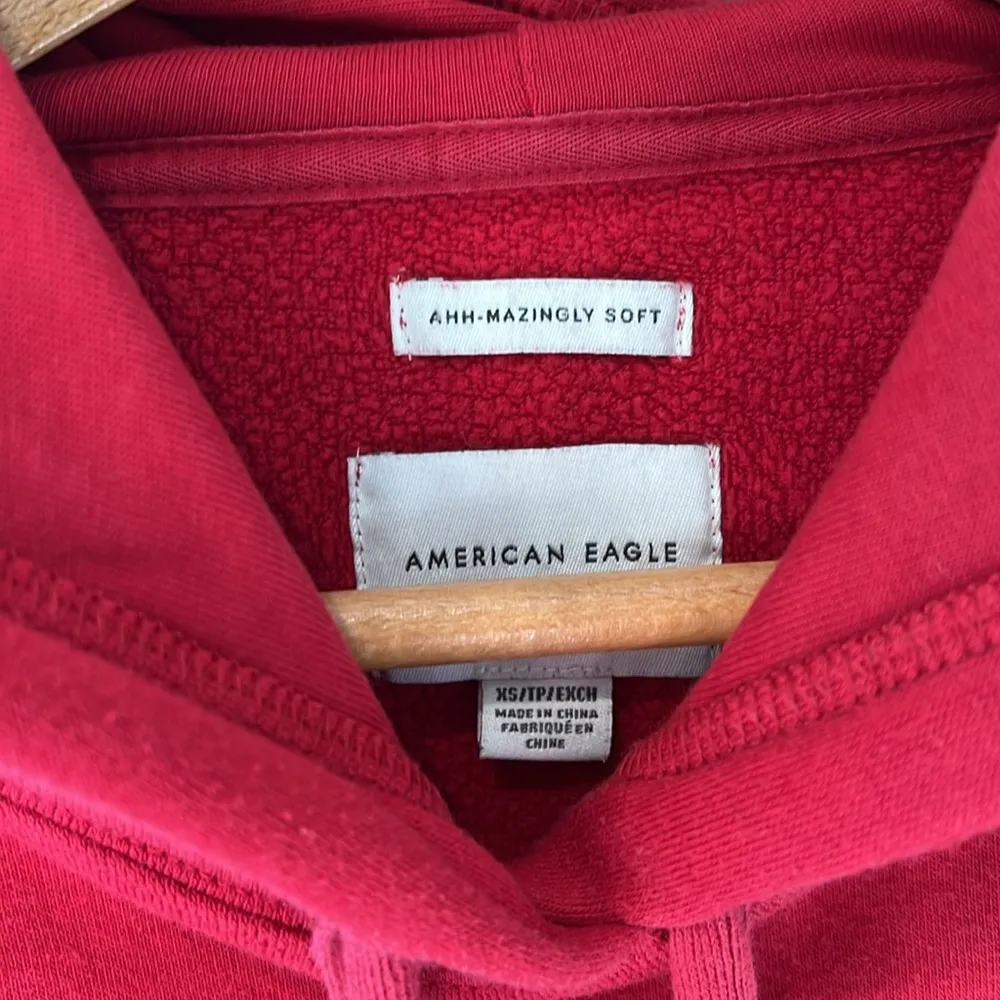 AHH-MAZINGLY SOFT
AMERICAN EAGLE
XS/TP/EXCH
MADE IN CHINA
FABRIQUÉ EN
CHINE